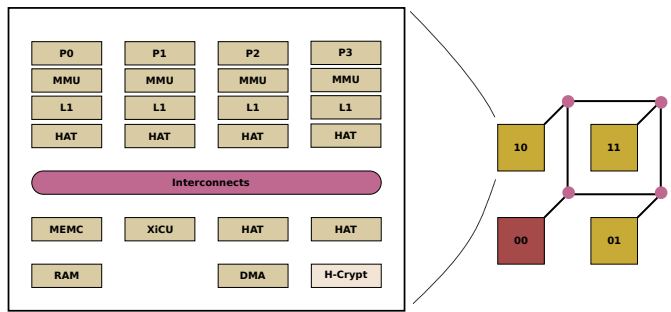 P0 P1 P2 P3
MMU MMU MMU MMU
L1 L1 L1 L1
HAT HAT HAT HAT
Interconnects
MEMC XiCU HAT HAT
RAM DMA H-Crypt
10 11
00 01